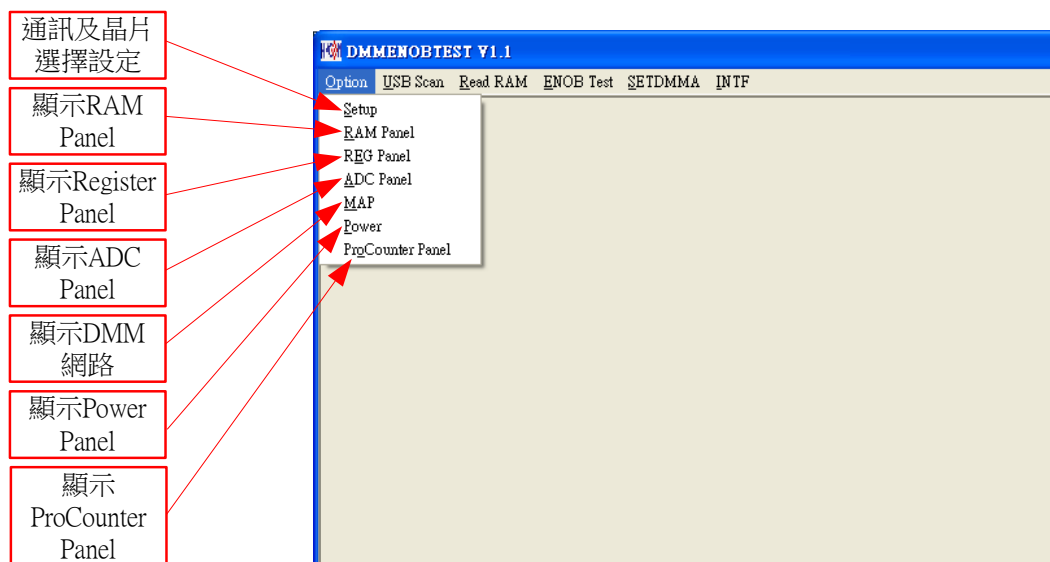 通訊及晶片
選擇設定
顯示RAM
Panel
顯示Register
Panel
顯示ADC
Panel
顯示DMM
網路
顯示Power
Panel
顯示
ProCounter
Panel
DMMENOBTEST V1.1
Option USB Scan Read RAM ENOB Test SETDMMA INTF
Setup
RAM Panel
REG Panel
ADC Panel
MAP
Power
ProCounter Panel